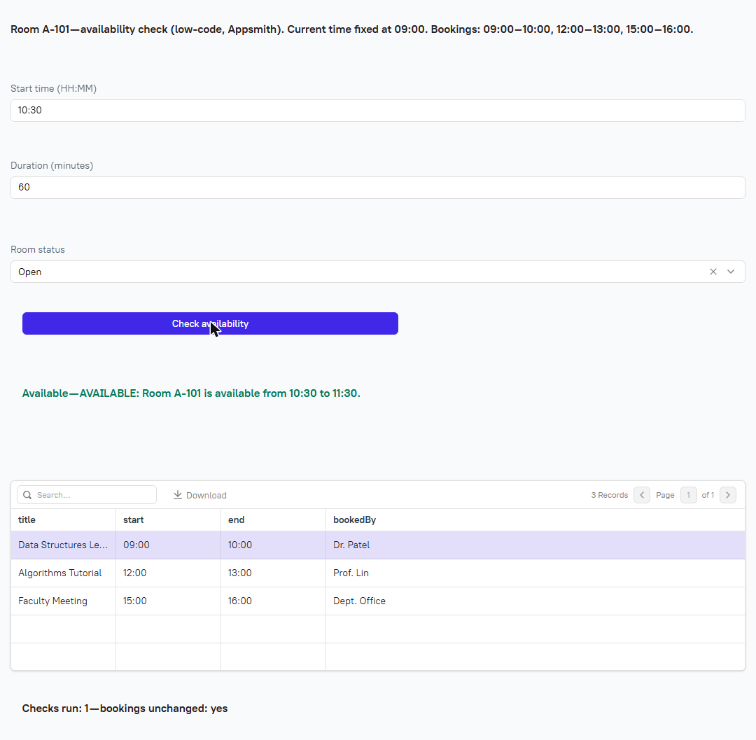 Room A-101—availability check (low-code, Appsmith). Current time fixed at 09:00. Bookings: 09:00–10:00, 12:00–13:00, 15:00–16:00.
Start time (HH:MM)
10:30
Duration (minutes)
60
Room status
Open
Check availability
Available—AVAILABLE: Room A-101 is available from 10:30 to 11:30.
Search... Download 3 Records Page 1 of 1
title start end bookedBy
Data Structures Le... 09:00 10:00 Dr. Patel
Algorithms Tutorial 12:00 13:00 Prof. Lin
Faculty Meeting 15:00 16:00 Dept. Office
Checks run: 1—bookings unchanged: yes